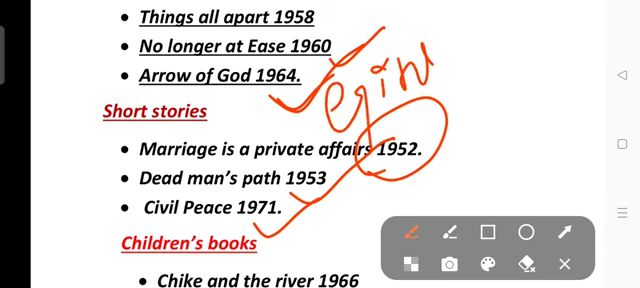 Things all apart 1958
No longer at Ease 1960
Arrow of God 1964.
Short stories
Marriage is a private affairs 1952.
Dead man's path 1953
Civil Peace 1971.
Children's books
Chike and the river 1966